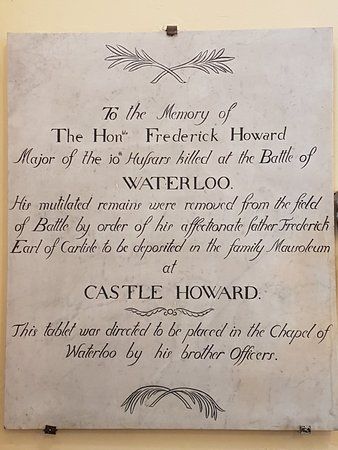 To the Memory of
The Honble Frederick Howard
Major of the 10th Husars killed at the Battle of
WATERLOO.
His mutilated remains were removed from the field
of Battle by order of his affectionate father Frederick
Earl of Carlisle to be deposited in the family Mausoleum
at
CASTLE HOWARD.
This tablet was directed to be placed in the Chapel of
Waterloo by his brother Officers.